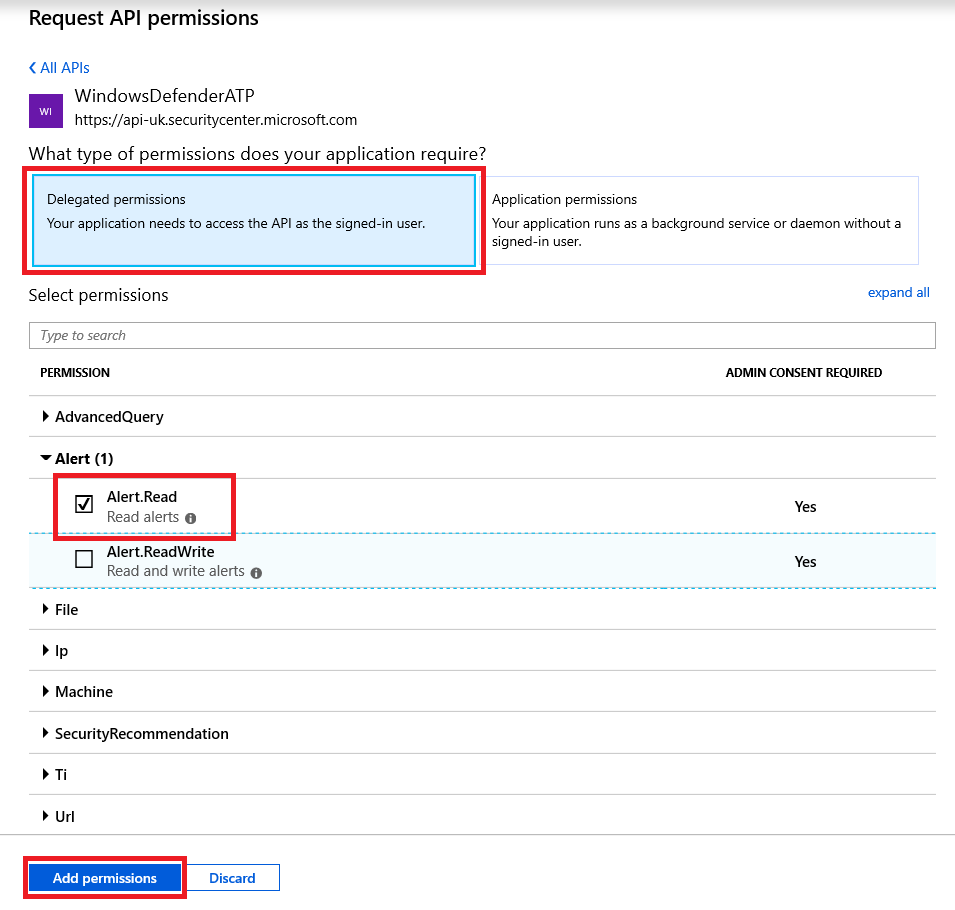 Request API permissions
All APIs
WI
WindowsDefenderATP
https://api-uk.securitycenter.microsoft.com
What type of permissions does your application require?
Delegated permissions
Your application needs to access the API as the signed-in user.
Application permissions
Your application runs as a background service or daemon without a
signed-in user.
Select permissions
expand all
Type to search
PERMISSION
ADMIN CONSENT REQUIRED
AdvancedQuery
Alert (1)
Alert.Read
Read alerts
Yes
Alert.ReadWrite
Read and write alerts
Yes
File
Ip
Machine
SecurityRecommendation
Ti
Url
Add permissions
Discard